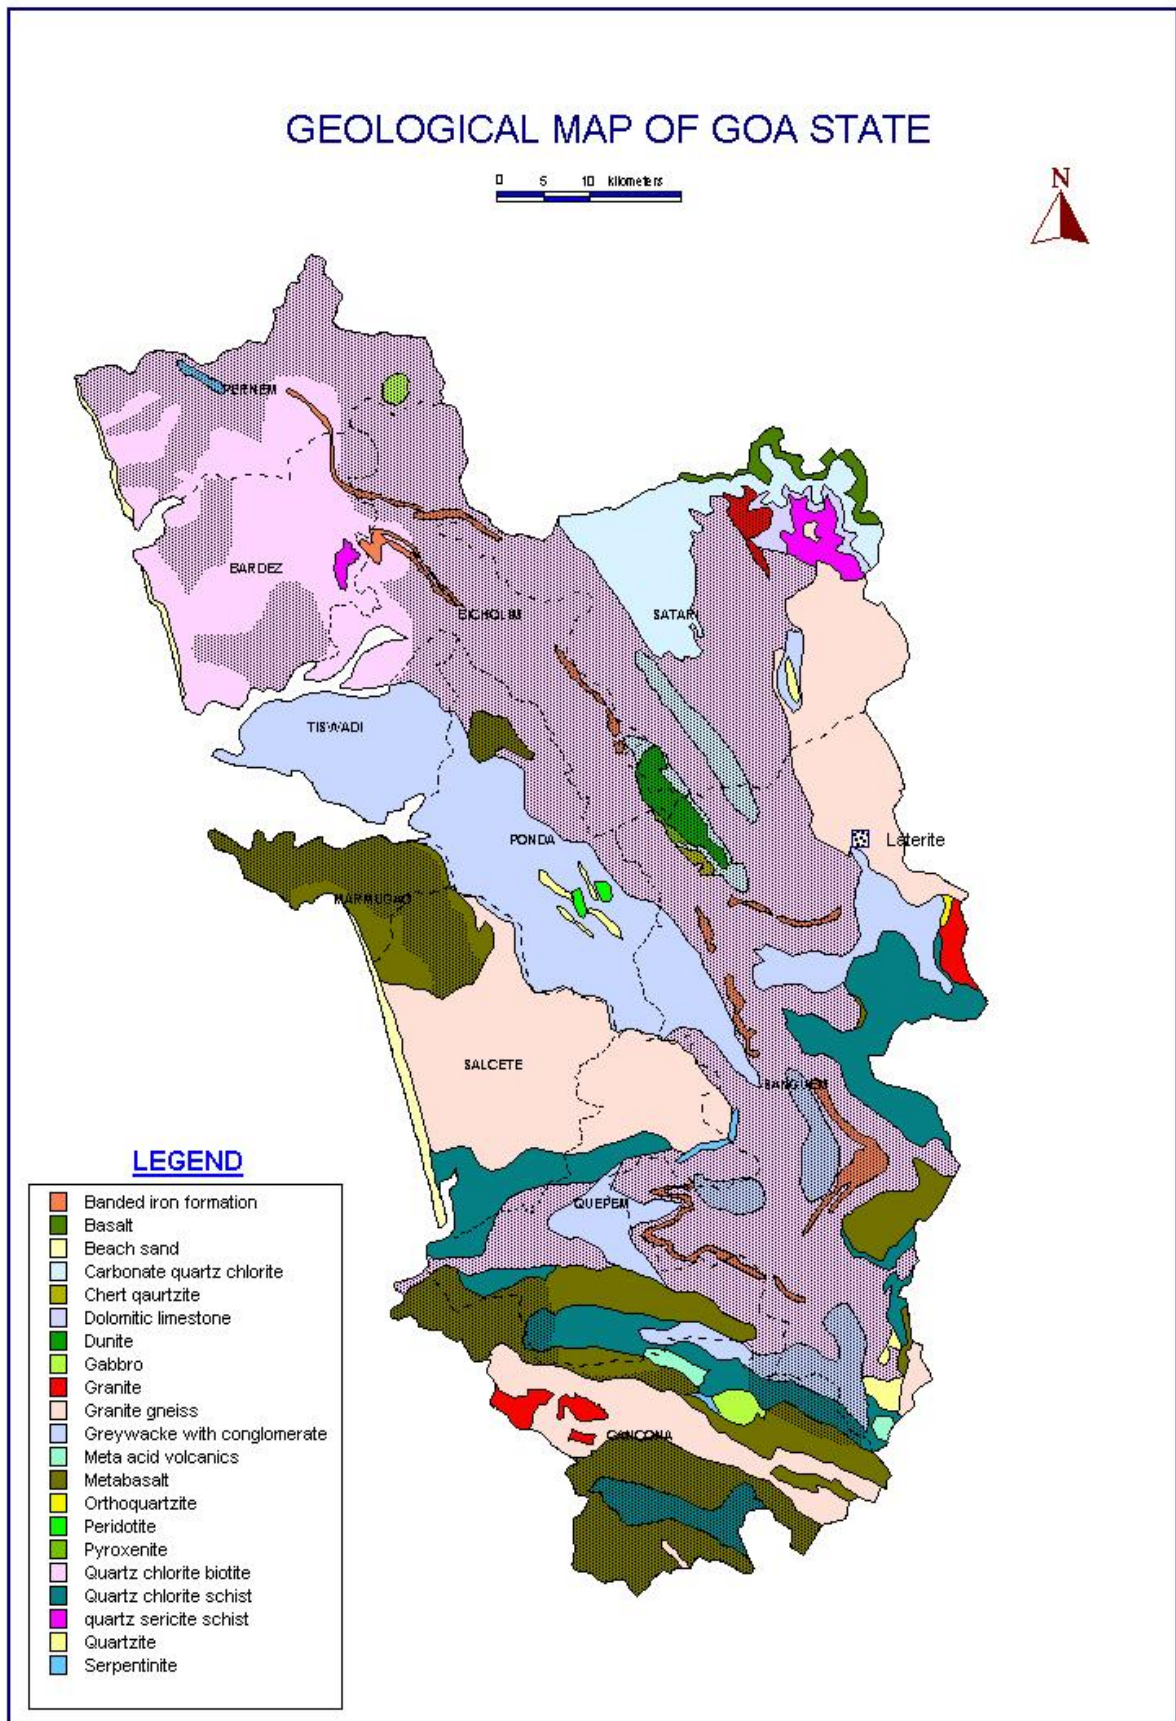 GEOLOGICAL MAP OF GOA STATE
0 5 10 kilometers
N
PERNEM
BARDEZ
BICHOLIM
SATARI
TISWADI
PONDA
Laterite
MARMUGAO
SALCETE
SANGUEM
QUEPEM
CANCONA
LEGEND
Banded iron formation
Basalt
Beach sand
Carbonate quartz chlorite
Chert qaurtzite
Dolomitic limestone
Dunite
Gabbro
Granite
Granite gneiss
Greywacke with conglomerate
Meta acid volcanics
Metabasalt
Orthoquartzite
Peridotite
Pyroxenite
Quartz chlorite biotite
Quartz chlorite schist
quartz sericite schist
Quartzite
Serpentinite